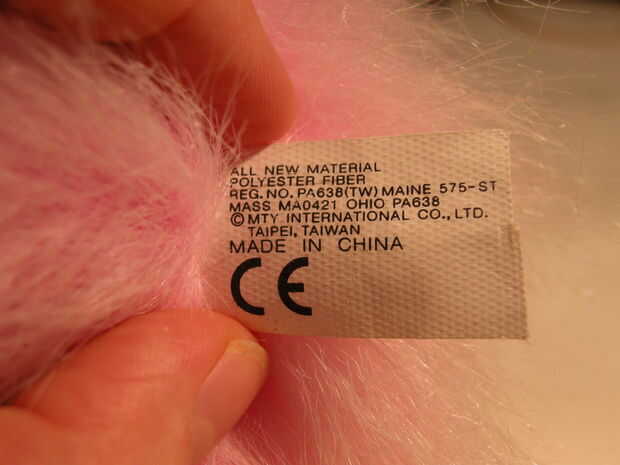 ALL NEW MATERIAL
POLYESTER FIBER
REG. NO. PA638(TW) MAINE 575-ST
MASS MA0421 OHIO PA638
© MTY INTERNATIONAL CO., LTD.
TAIPEI, TAIWAN
MADE IN CHINA
CE